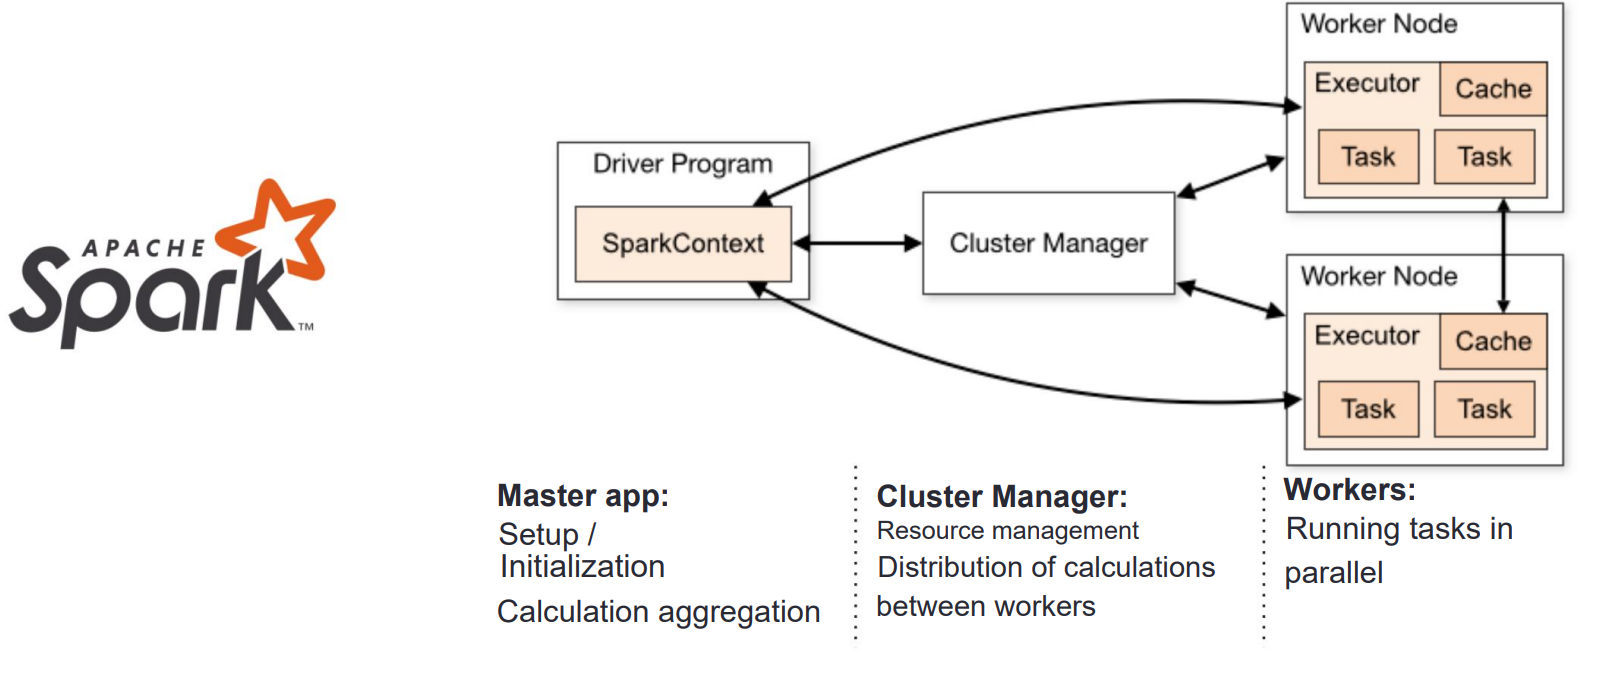 APACHE
Spark™
Driver Program
SparkContext
Cluster Manager
Worker Node
Executor
Cache
Task
Task
Worker Node
Executor
Cache
Task
Task
Master app:
Setup /
Initialization
Calculation aggregation
Cluster Manager:
Resource management
Distribution of calculations
between workers
Workers:
Running tasks in
parallel